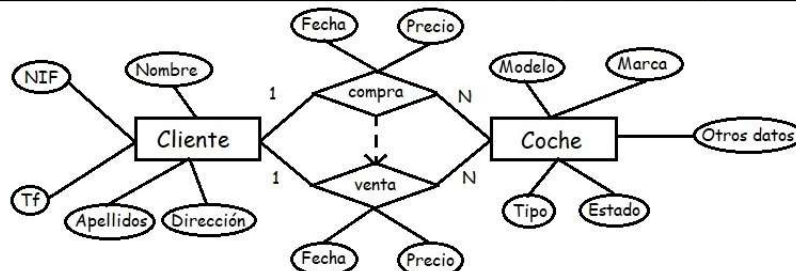 Fecha
Precio
NIF
Nombre
Modelo
Marca
1
compra
N
Cliente
Coche
Otros datos
1
venta
N
Tf
Apellidos
Dirección
Tipo
Estado
Fecha
Precio